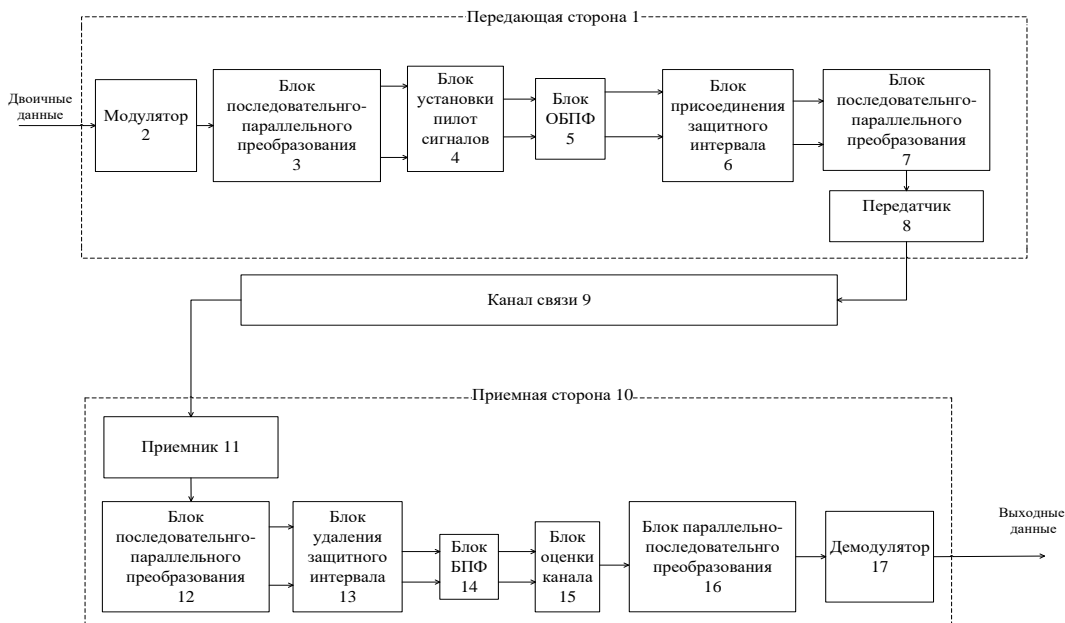 Передающая сторона 1
Двоичные
данные
Модулятор
2
Блок
последовательнго-
параллельного
преобразования
3
Блок
установки
пилот
сигналов
4
Блок
ОБПФ
5
Блок
присоединения
защитного
интервала
6
Блок
последовательнго-
параллельного
преобразования
7
Передатчик
8
Канал связи 9
Приемная сторона 10
Приемник 11
Блок
последовательнго-
параллельного
преобразования
12
Блок
удаления
защитного
интервала
13
Блок
БПФ
14
Блок
оценки
канала
15
Блок параллельно-
последовательнго
преобразования
16
Демодулятор
17
Выходные
данные